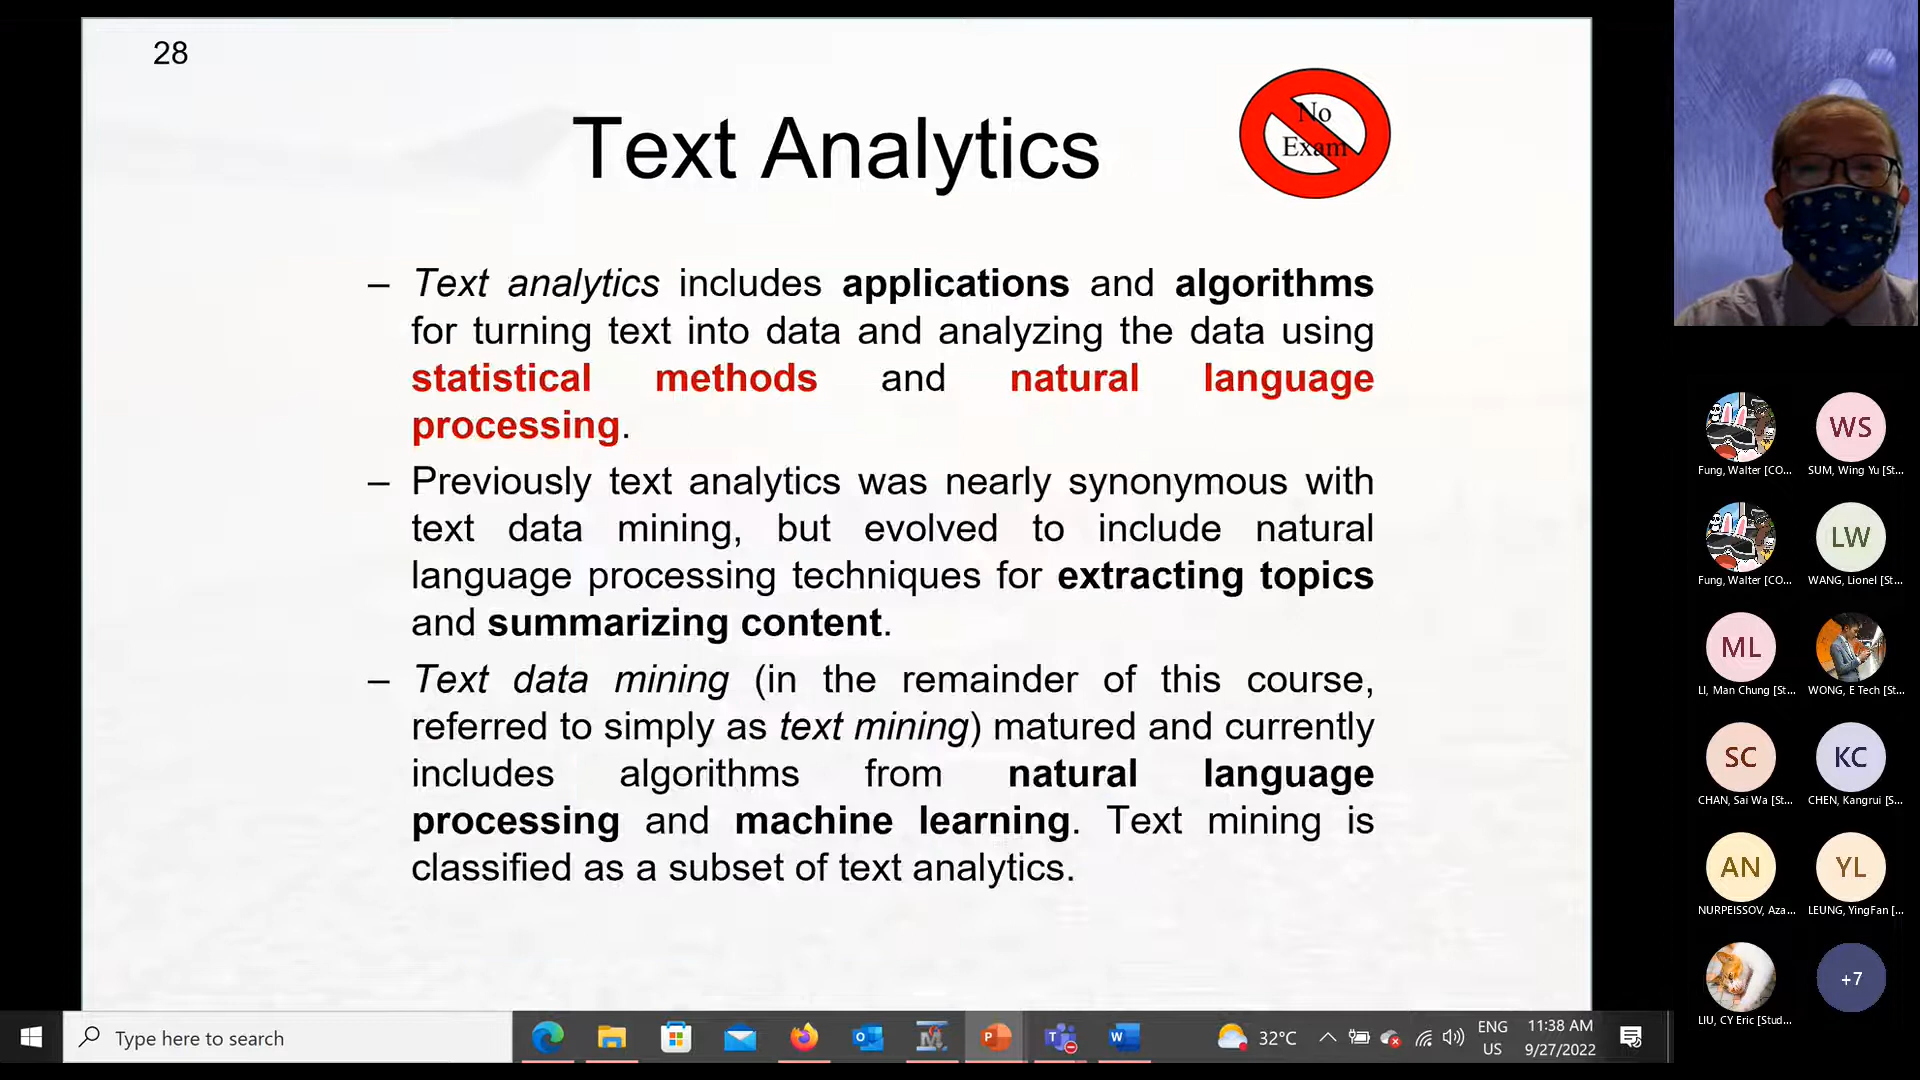 28
Text Analytics
No
Exam
– Text analytics includes applications and algorithms
for turning text into data and analyzing the data using
statistical methods and natural language
processing.
– Previously text analytics was nearly synonymous with
text data mining, but evolved to include natural
language processing techniques for extracting topics
and summarizing content.
– Text data mining (in the remainder of this course,
referred to simply as text mining) matured and currently
includes algorithms from natural language
processing and machine learning. Text mining is
classified as a subset of text analytics.
Fung, Walter [CO...
WS
SUM, Wing Yu [St...
Fung, Walter [CO...
LW
WANG, Lionel [St...
ML
LI, Man Chung [St...
WONG, E Tech [St...
SC
CHAN, Sai Wa [St...
KC
CHEN, Kangrui [S...
AN
NURPEISSOV, Aza...
YL
LEUNG, YingFan [...
LIU, CY Eric [Stud...
+7
Type here to search
32°C
ENG
US
11:38 AM
9/27/2022